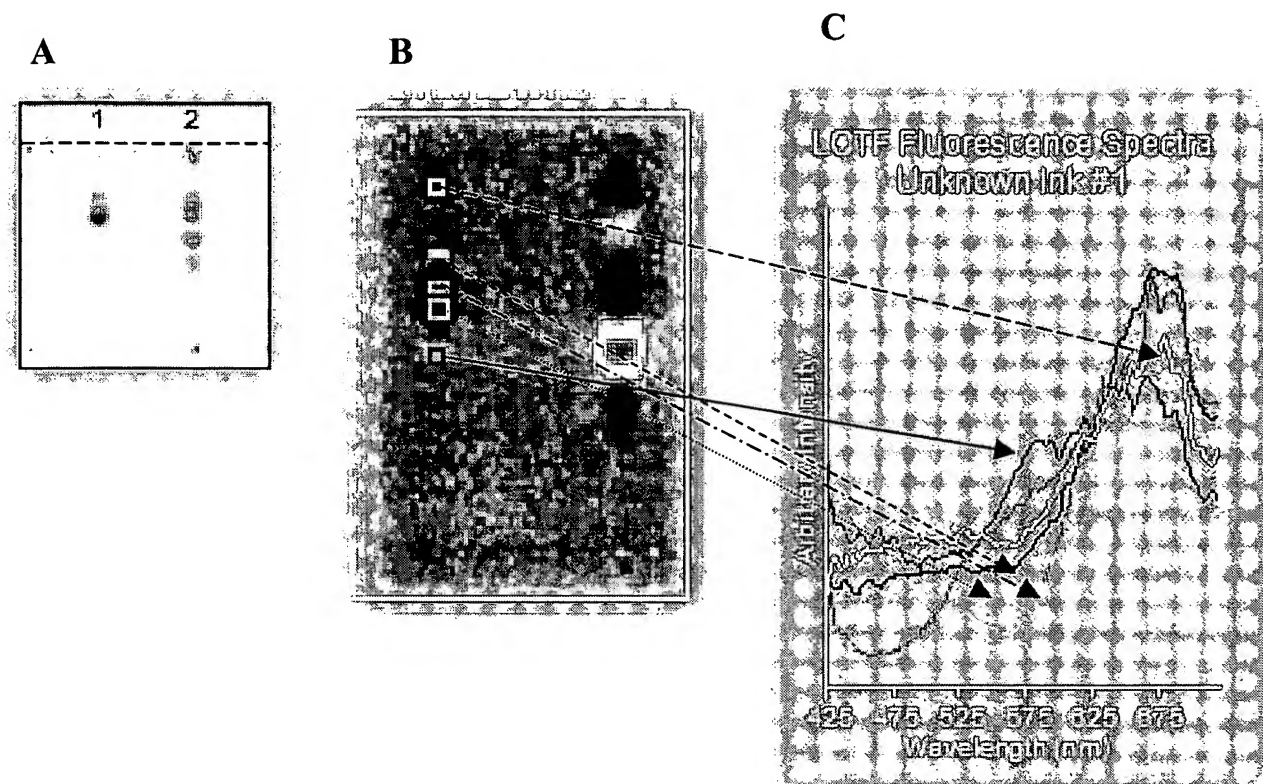 A
B
C
1 2
LCTF Fluorescence Spectra
Unknown Ink #1
Arbitrary Intensity
425 475 525 575 625 675
Wavelength (nm)